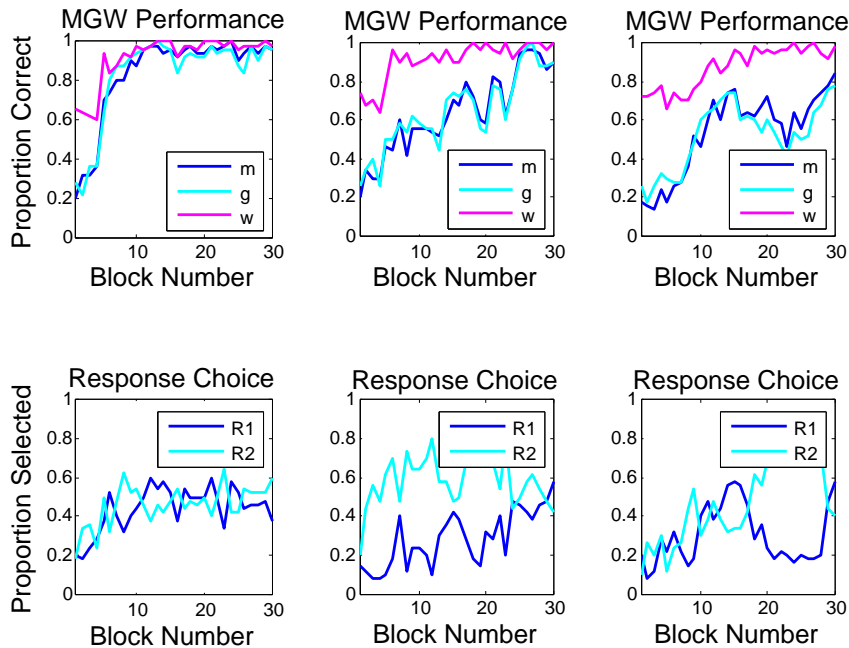 MGW Performance MGW Performance MGW Performance
Proportion Correct
1 1 1
0.8 0.8 0.8
0.6 0.6 0.6
0.4 0.4 0.4
0.2 0.2 0.2
0 0 0
m m m
g g g
w w w
10 20 30 10 20 30 10 20 30
Block Number Block Number Block Number
Response Choice Response Choice Response Choice
Proportion Selected
1 1 1
0.8 0.8 0.8
0.6 0.6 0.6
0.4 0.4 0.4
0.2 0.2 0.2
0 0 0
R1 R1 R1
R2 R2 R2
10 20 30 10 20 30 10 20 30
Block Number Block Number Block Number